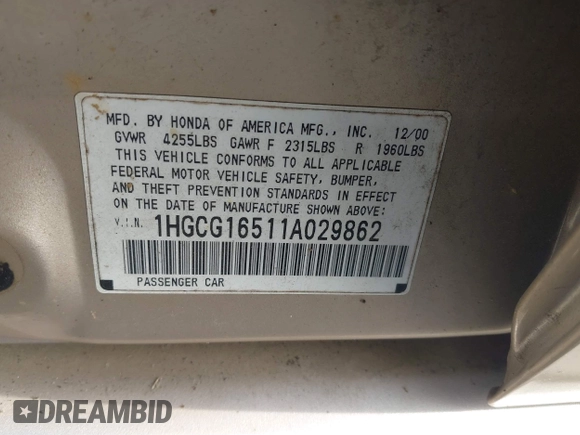 MFD. BY HONDA OF AMERICA MFG., INC. 12/00
GVWR 4255LBS GAWR F 2315LBS R 1960LBS
THIS VEHICLE CONFORMS TO ALL APPLICABLE
FEDERAL MOTOR VEHICLE SAFETY, BUMPER,
AND THEFT PREVENTION STANDARDS IN EFFECT
ON THE DATE OF MANUFACTURE SHOWN ABOVE:
V.I.N. 1HGCG16511A029862
PASSENGER CAR
DREAMBID